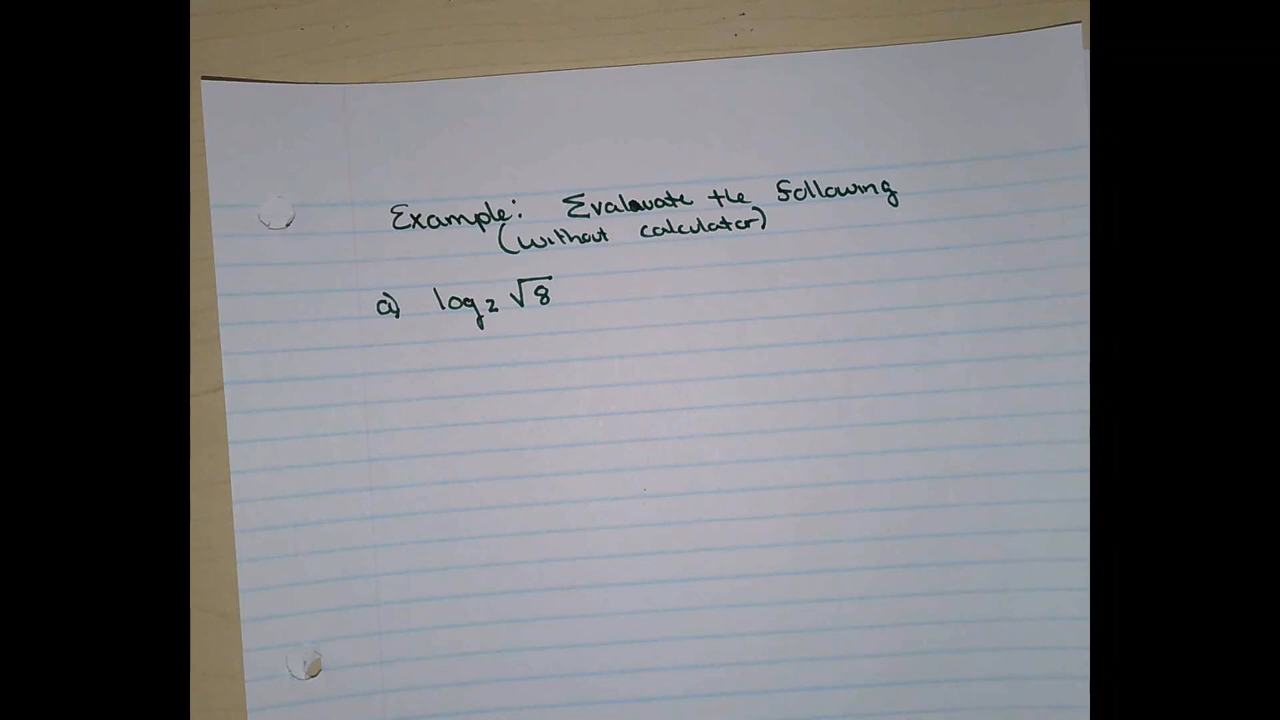 Example: Evaluate the following
(without calculator)
a) log₂ √8